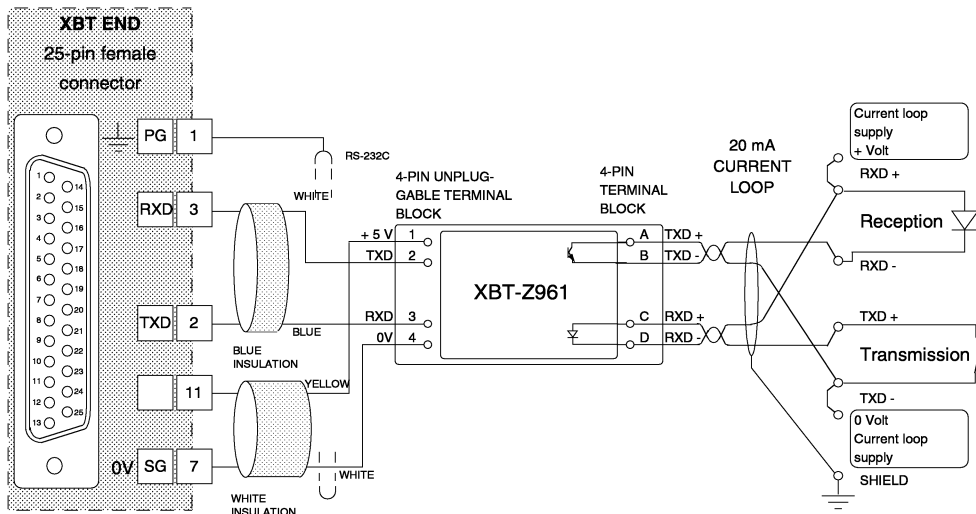 XBT END
25-pin female
connector
PG 1
RS-232C
WHITE
RXD 3
TXD 2
BLUE
BLUE
INSULATION
11
YELLOW
0V SG 7
WHITE
WHITE
INSULATION
1
2
3
4
5
6
7
8
9
10
11
12
13
14
15
16
17
18
19
20
21
22
23
24
25
4-PIN UNPLUG-
GABLE TERMINAL
BLOCK
+ 5 V 1
TXD 2
RXD 3
0V 4
XBT-Z961
4-PIN
TERMINAL
BLOCK
A TXD +
B TXD -
C RXD +
D RXD -
20 mA
CURRENT
LOOP
Current loop
supply
+ Volt
RXD +
Reception
RXD -
TXD +
Transmission
TXD -
0 Volt
Current loop
supply
SHIELD